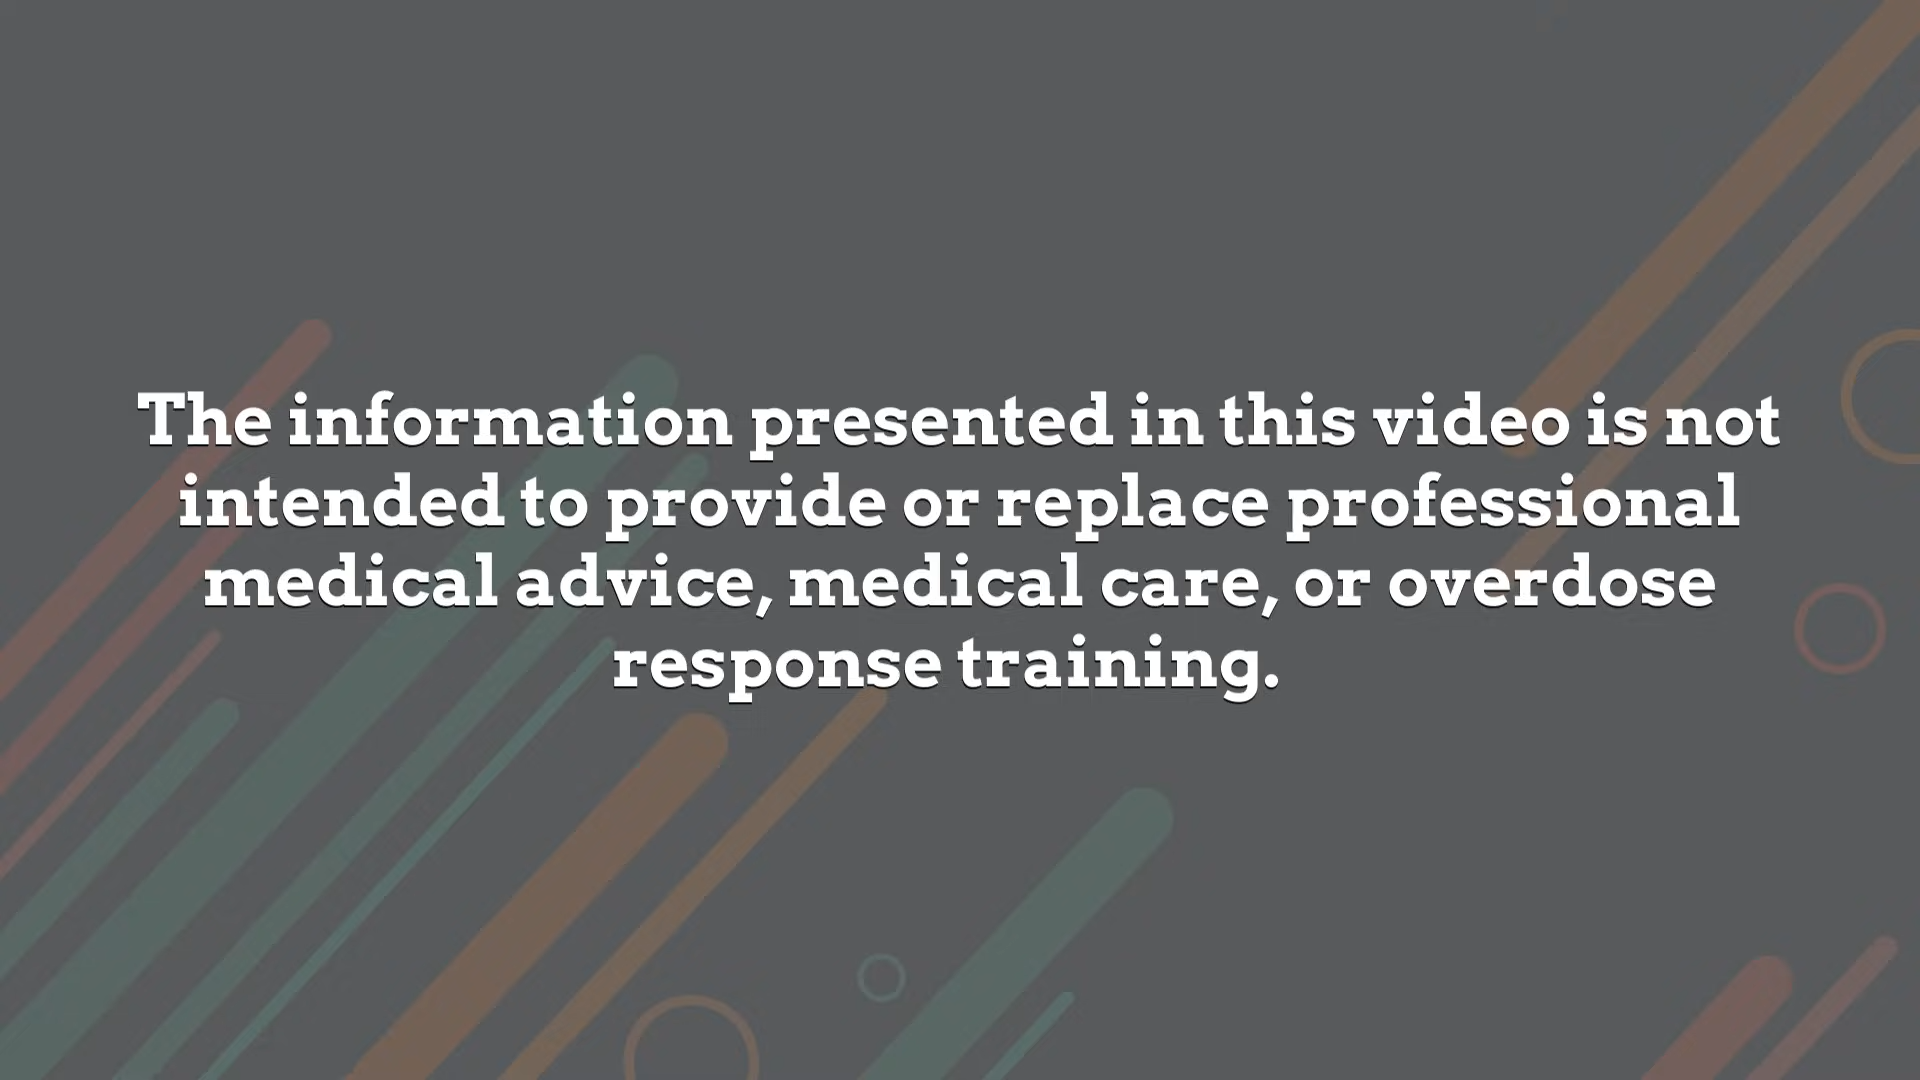 The information presented in this video is not
intended to provide or replace professional
medical advice, medical care, or overdose
response training.